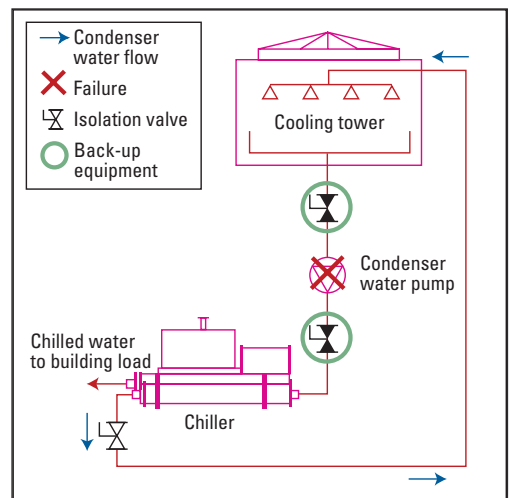 Condenser
water flow
Failure
Isolation valve
Back-up
equipment
Cooling tower
Condenser
water pump
Chilled water
to building load
Chiller